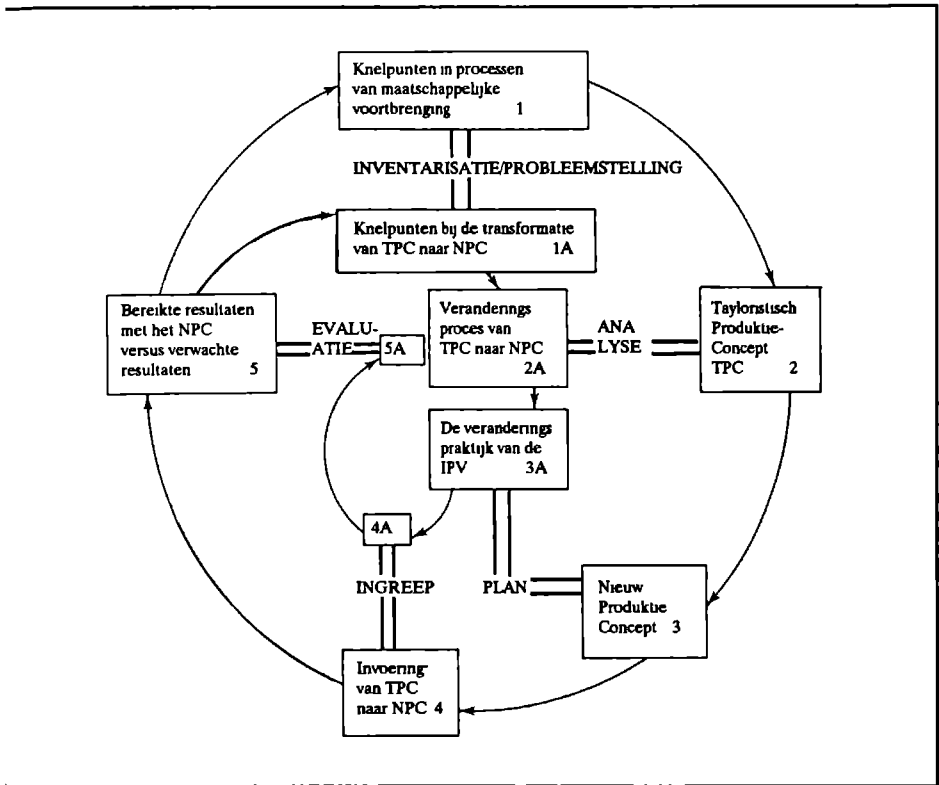 Knelpunten in processen
van maatschappelijke
voortbrenging 1
INVENTARISATIE/PROBLEEMSTELLING
Knelpunten bij de transformatie
van TPC naar NPC 1A
Bereikte resultaten
met het NPC
versus verwachte
resultaten 5
EVALU-
ATIE
5A
Veranderings
proces van
TPC naar NPC
2A
ANA
LYSE
Tayloristisch
Produktie-
Concept
TPC 2
De veranderings
praktijk van de
IPV 3A
4A
INGREEP
PLAN
Nieuw
Produktie
Concept 3
Invoering
van TPC
naar NPC 4